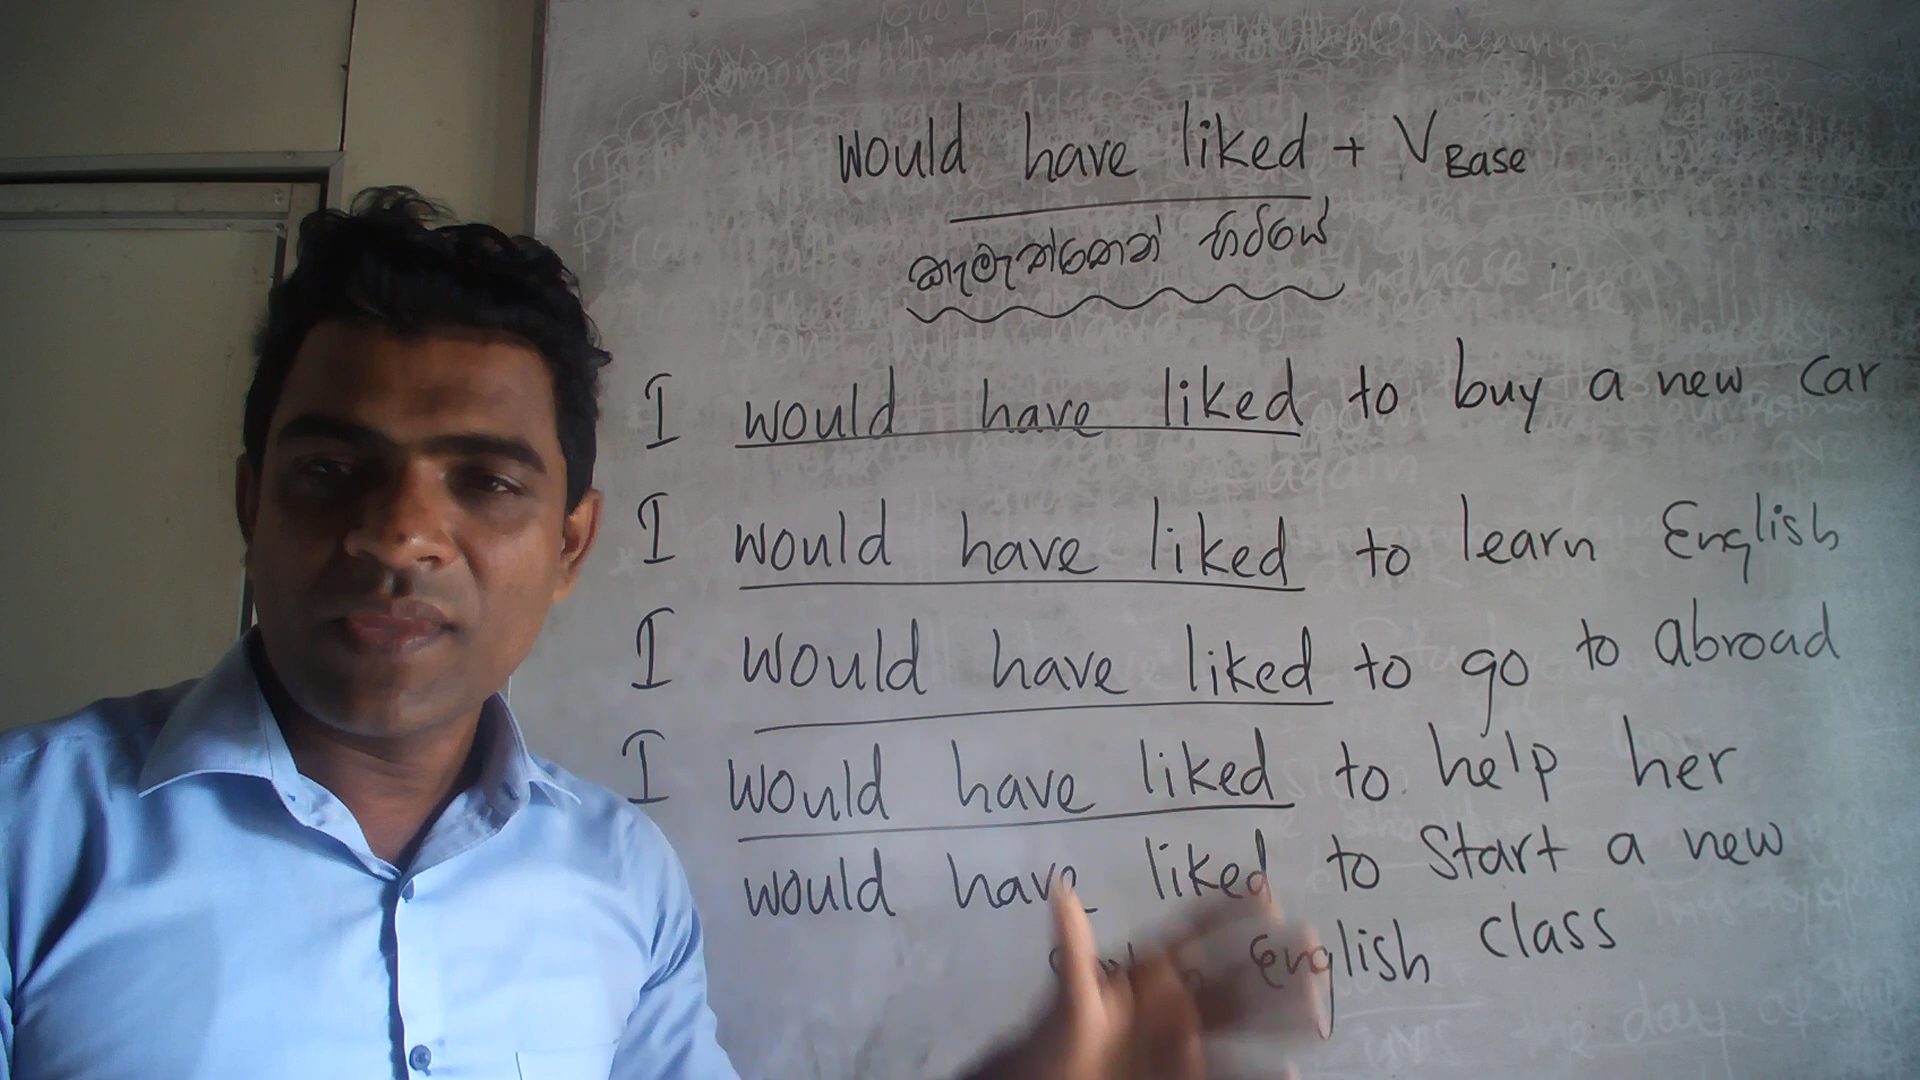 would have liked + VBase
කැමැත්තෙන් හිටියේ
I would have liked to buy a new car
I would have liked to learn English
I would have liked to go to abroad
I would have liked to help her
would have liked to Start a new
English class